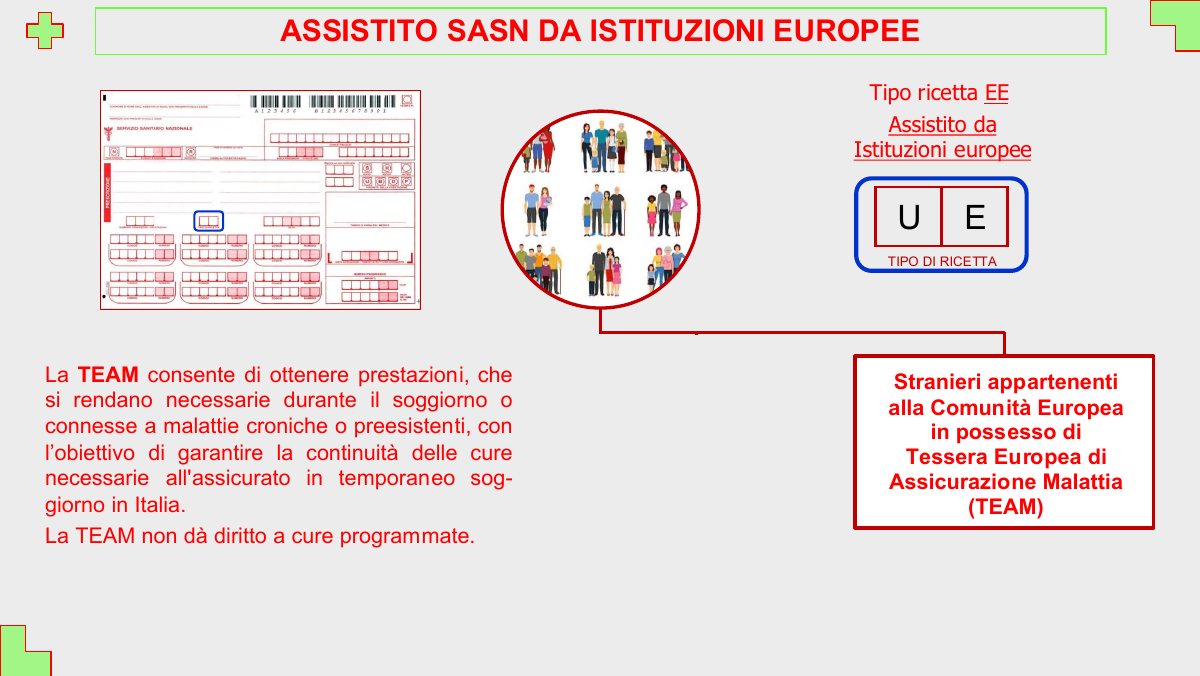 ASSISTITO SASN DA ISTITUZIONI EUROPEE
SERVIZIO SANITARIO NAZIONALE
PRESCRIZIONE
Tipo ricetta EE
Assistito da
Istituzioni europee
U E
TIPO DI RICETTA
La TEAM consente di ottenere prestazioni, che
si rendano necessarie durante il soggiorno o
connesse a malattie croniche o preesistenti, con
l’obiettivo di garantire la continuità delle cure
necessarie all'assicurato in temporaneo sog-
giorno in Italia.
La TEAM non dà diritto a cure programmate.
Stranieri appartenenti
alla Comunità Europea
in possesso di
Tessera Europea di
Assicurazione Malattia
(TEAM)